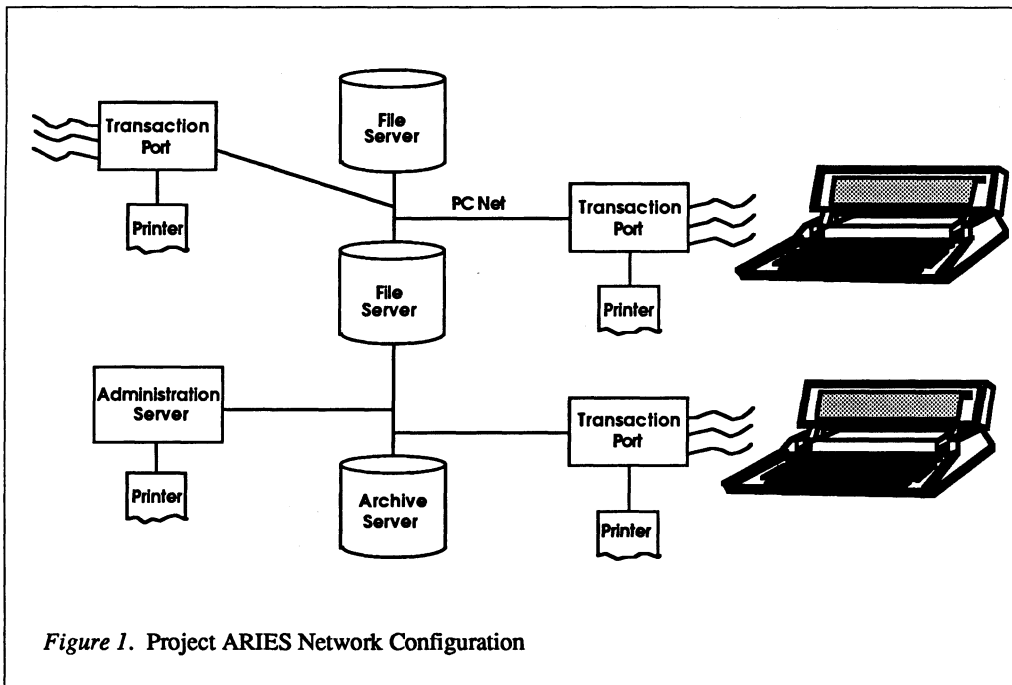 File
Server
Transaction
Port
Printer
PC Net
Transaction
Port
Printer
File
Server
Administration
Server
Printer
Transaction
Port
Printer
Archive
Server
Figure 1. Project ARIES Network Configuration